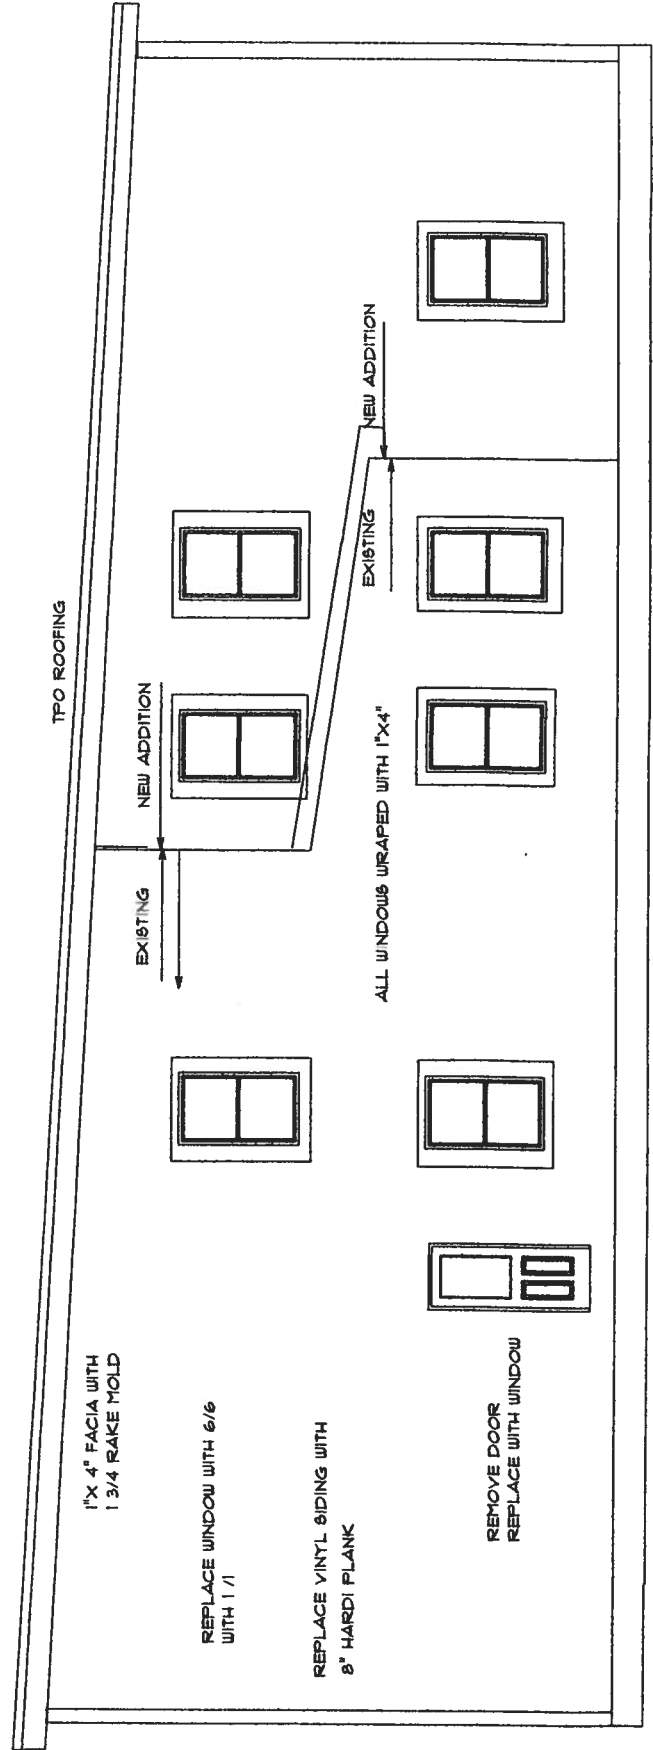 TPO ROOFING
1"X 4" FACIA WITH
1 3/4 RAKE MOLD
EXISTING
NEW ADDITION
REPLACE WINDOW WITH 6/6
WITH 1 /1
REPLACE VINYL SIDING WITH
8" HARDI PLANK
ALL WINDOWS WRAPED WITH 1"X4"
EXISTING
NEW ADDITION
REMOVE DOOR
REPLACE WITH WINDOW